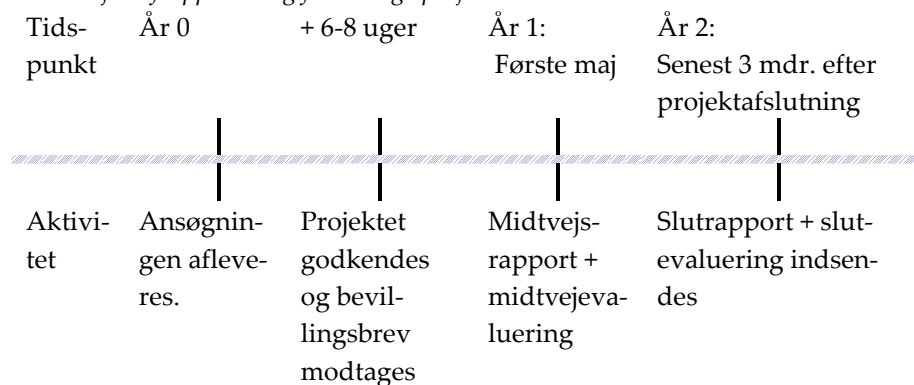 Tids- År 0 + 6-8 uger År 1: År 2:
punkt Første maj Senest 3 mdr. efter
projektafslutning
Aktivi- Ansøgnin- Projektet Midtvejs- Slutrapport + slut-
tet gen afleve- godkendes rapport + evaluering indsen-
res. og bevil- midtvejeva- des
lingsbrev luering
modtages